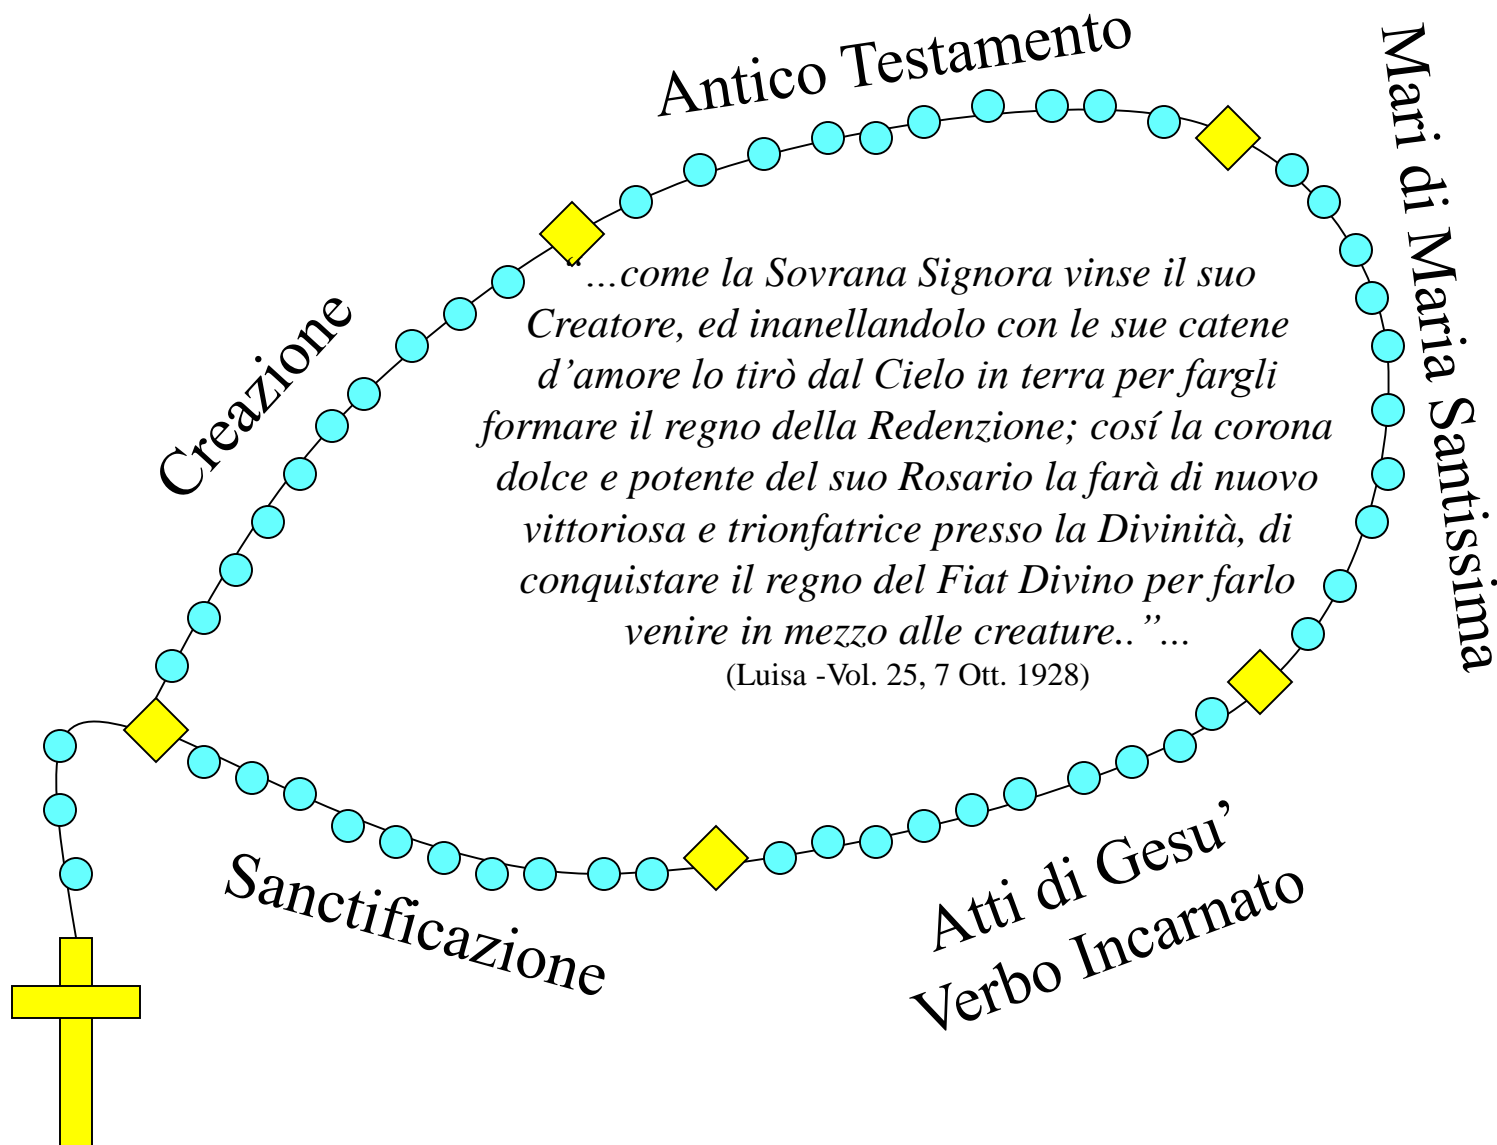 Antico Testamento
Mari di Maria Santissima
Creazione
“...come la Sovrana Signora vinse il suo
Creatore, ed inanellandolo con le sue catene
d’amore lo tirò dal Cielo in terra per fargli
formare il regno della Redenzione; cosí la corona
dolce e potente del suo Rosario la farà di nuovo
vittoriosa e trionfatrice presso la Divinità, di
conquistare il regno del Fiat Divino per farlo
venire in mezzo alle creature..”...
(Luisa -Vol. 25, 7 Ott. 1928)
Sanctificazione
Atti di Gesu’
Verbo Incarnato